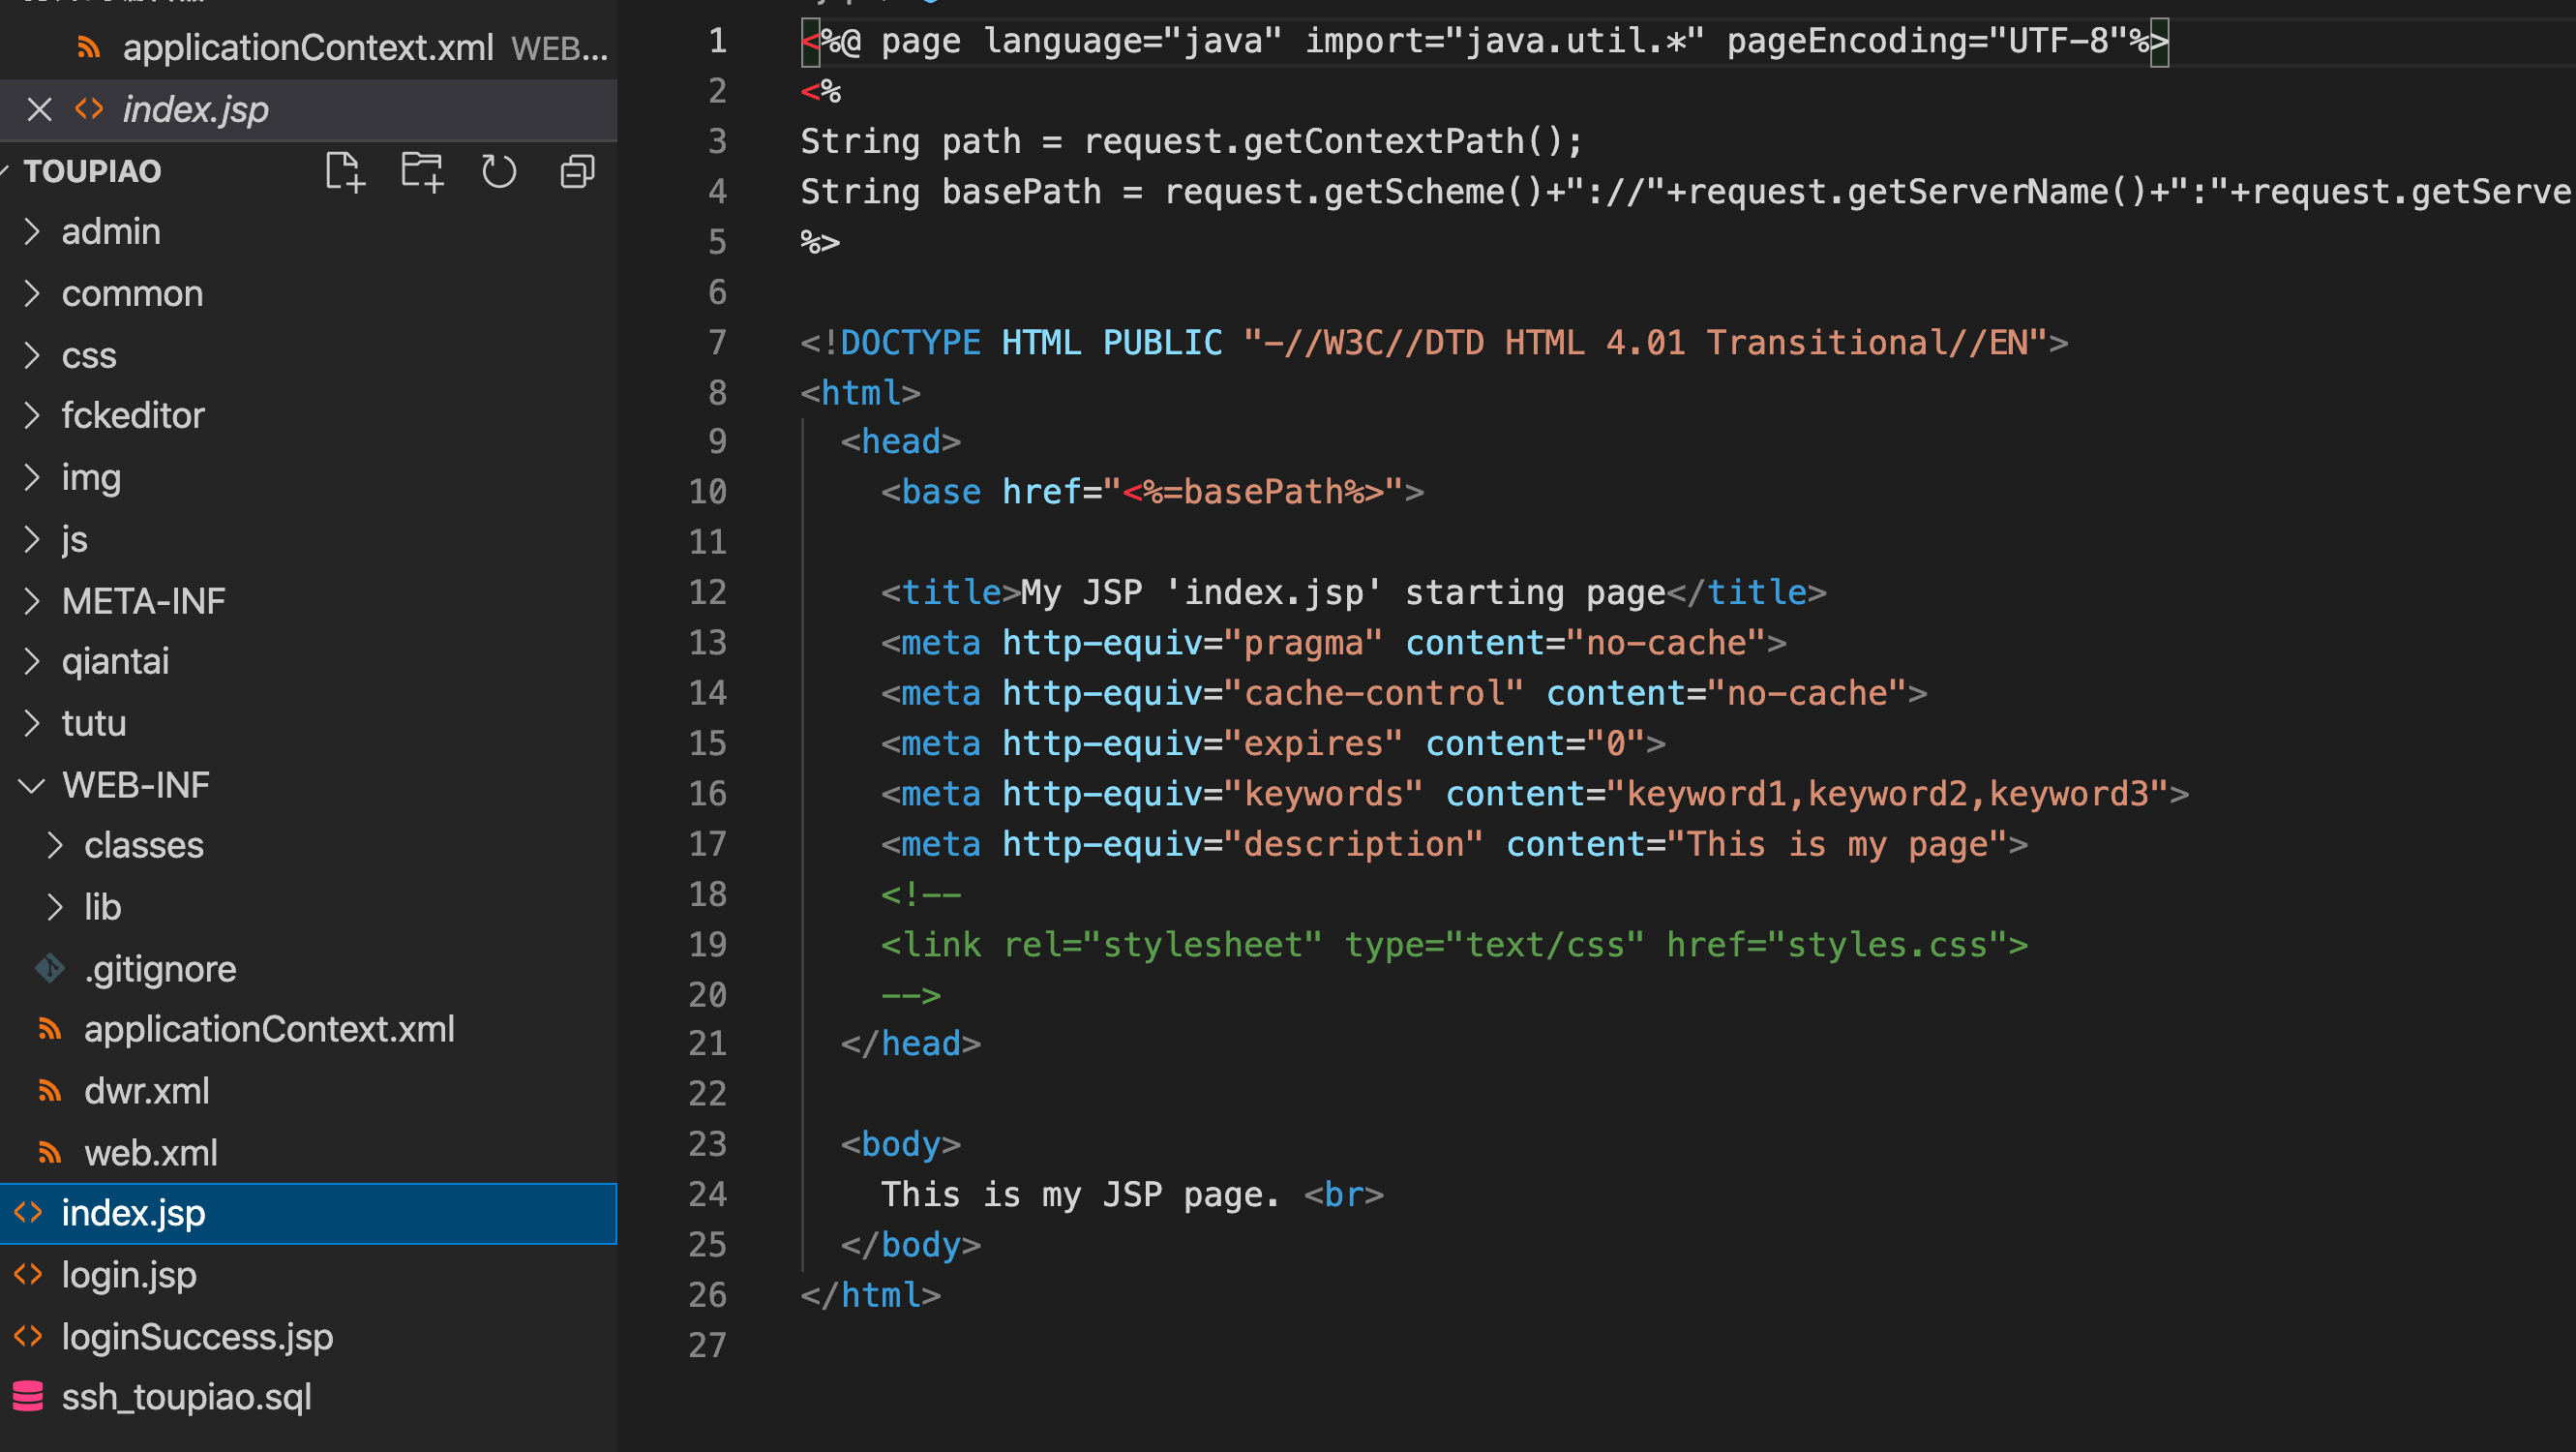 applicationContext.xml WEB...
index.jsp
TOUPIAO
admin
common
css
fckeditor
img
js
META-INF
qiantai
tutu
WEB-INF
classes
lib
.gitignore
applicationContext.xml
dwr.xml
web.xml
index.jsp
login.jsp
loginSuccess.jsp
ssh_toupiao.sql
1 <%@ page language="java" import="java.util.*" pageEncoding="UTF-8"%>
2 <%
3 String path = request.getContextPath();
4 String basePath = request.getScheme()+"://"+request.getServerName()+":"+request.getServe
5 %>
6
7 <!DOCTYPE HTML PUBLIC "-//W3C//DTD HTML 4.01 Transitional//EN">
8 <html>
9 <head>
10 <base href="<%=basePath%>">
11
12 <title>My JSP 'index.jsp' starting page</title>
13 <meta http-equiv="pragma" content="no-cache">
14 <meta http-equiv="cache-control" content="no-cache">
15 <meta http-equiv="expires" content="0">
16 <meta http-equiv="keywords" content="keyword1,keyword2,keyword3">
17 <meta http-equiv="description" content="This is my page">
18 <!--
19 <link rel="stylesheet" type="text/css" href="styles.css">
20 -->
21 </head>
22
23 <body>
24 This is my JSP page. <br>
25 </body>
26 </html>
27